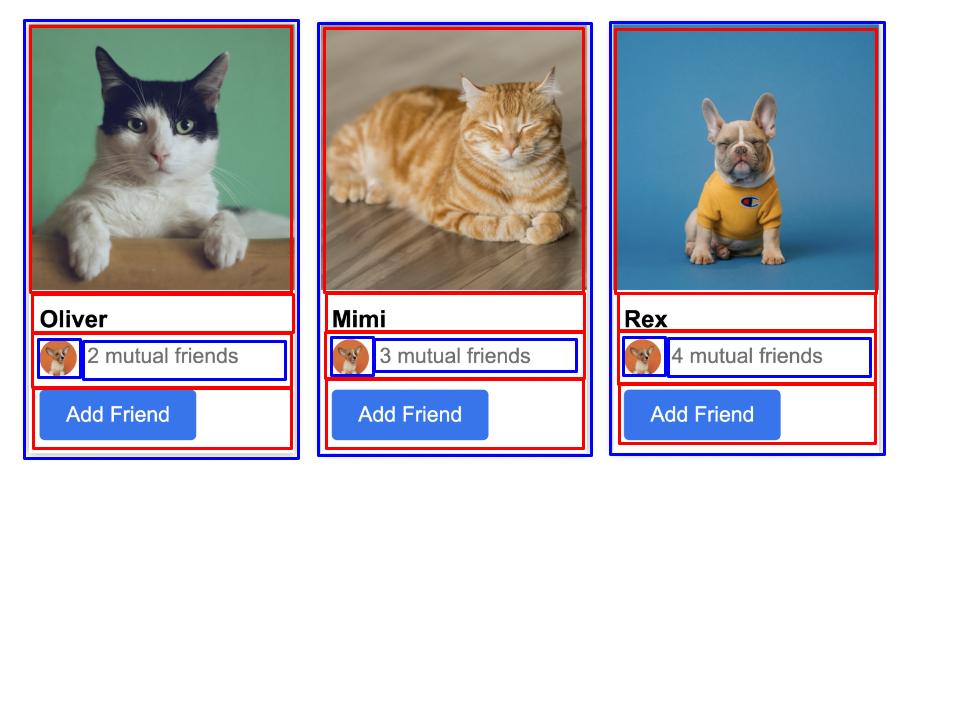 Oliver
2 mutual friends
Add Friend
Mimi
3 mutual friends
Add Friend
Rex
4 mutual friends
Add Friend